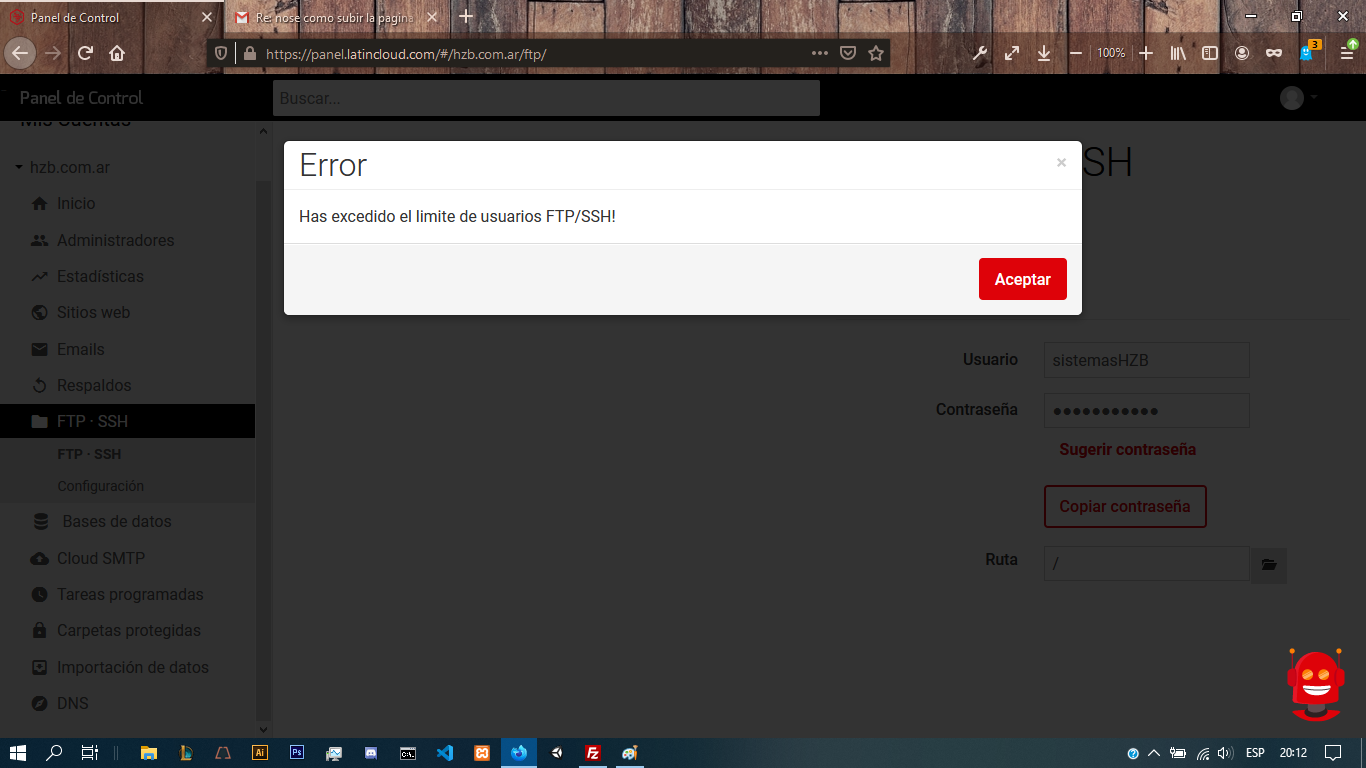 Panel de Control
Re: nose como subir la pagina
https://panel.latincloud.com/#/hzb.com.ar/ftp/
100%
3
Panel de Control
Buscar...
Mis Cuentas
hzb.com.ar
Inicio
Administradores
Estadísticas
Sitios web
Emails
Respaldos
FTP · SSH
FTP · SSH
Configuración
Bases de datos
Cloud SMTP
Tareas programadas
Carpetas protegidas
Importación de datos
DNS
Error
×
SH
Has excedido el limite de usuarios FTP/SSH!
Aceptar
Usuario
sistemasHZB
Contraseña
●●●●●●●●●●●
Sugerir contraseña
Copiar contraseña
Ruta
/
Ai
Ps
C:\.
Fz
ESP
20:12